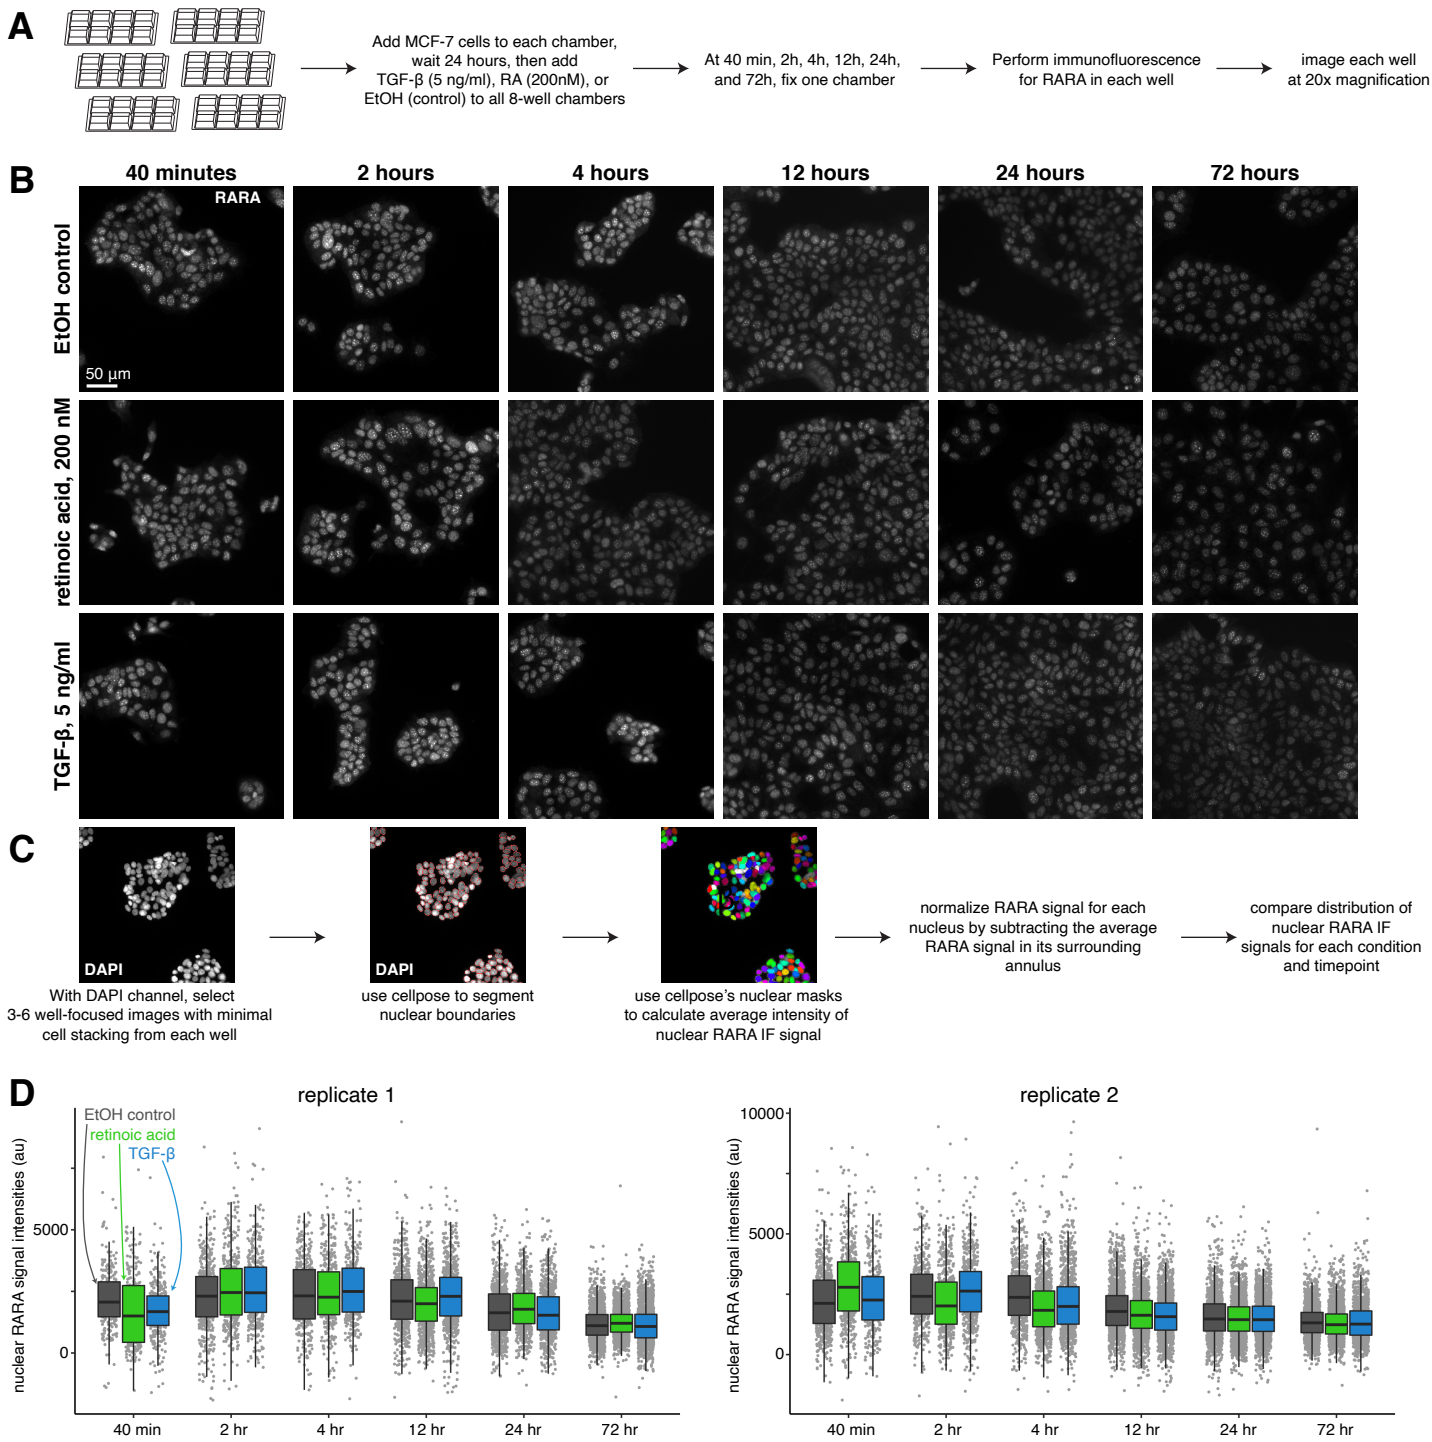 A
Add MCF-7 cells to each chamber,
wait 24 hours, then add
TGF-β (5 ng/ml), RA (200nM), or
EtOH (control) to all 8-well chambers
At 40 min, 2h, 4h, 12h, 24h,
and 72h, fix one chamber
Perform immunofluorescence
for RARA in each well
image each well
at 20x magnification
B
40 minutes
2 hours
4 hours
12 hours
24 hours
72 hours
EtOH control
RARA
50 µm
retinoic acid, 200 nM
TGF-β, 5 ng/ml
C
DAPI
With DAPI channel, select
3-6 well-focused images with minimal
cell stacking from each well
DAPI
use cellpose to segment
nuclear boundaries
use cellpose's nuclear masks
to calculate average intensity of
nuclear RARA IF signal
normalize RARA signal for each
nucleus by subtracting the average
RARA signal in its surrounding
annulus
compare distribution of
nuclear RARA IF
signals for each condition
and timepoint
D
replicate 1
EtOH control
retinoic acid
TGF-β
nuclear RARA signal intensities (au)
5000
0
40 min
2 hr
4 hr
12 hr
24 hr
72 hr
replicate 2
nuclear RARA signal intensities (au)
10000
5000
0
40 min
2 hr
4 hr
12 hr
24 hr
72 hr